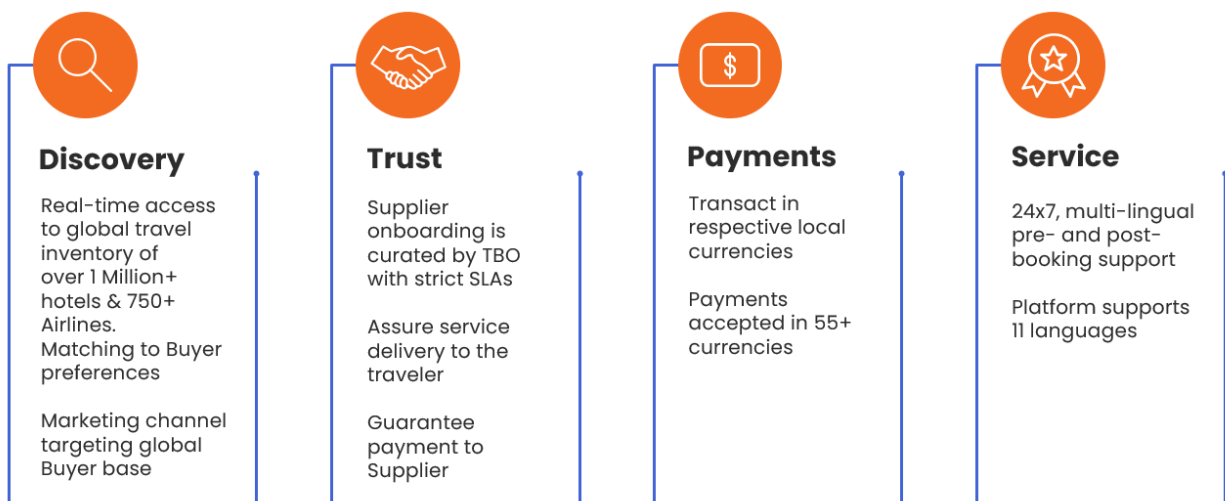 Discovery
Real-time access
to global travel
inventory of
over 1 Million+
hotels & 750+
Airlines.
Matching to Buyer
preferences
Marketing channel
targeting global
Buyer base
Trust
Supplier
onboarding is
curated by TBO
with strict SLAs
Assure service
delivery to the
traveler
Guarantee
payment to
Supplier
$
Payments
Transact in
respective local
currencies
Payments
accepted in 55+
currencies
Service
24x7, multi-lingual
pre- and post-
booking support
Platform supports
11 languages